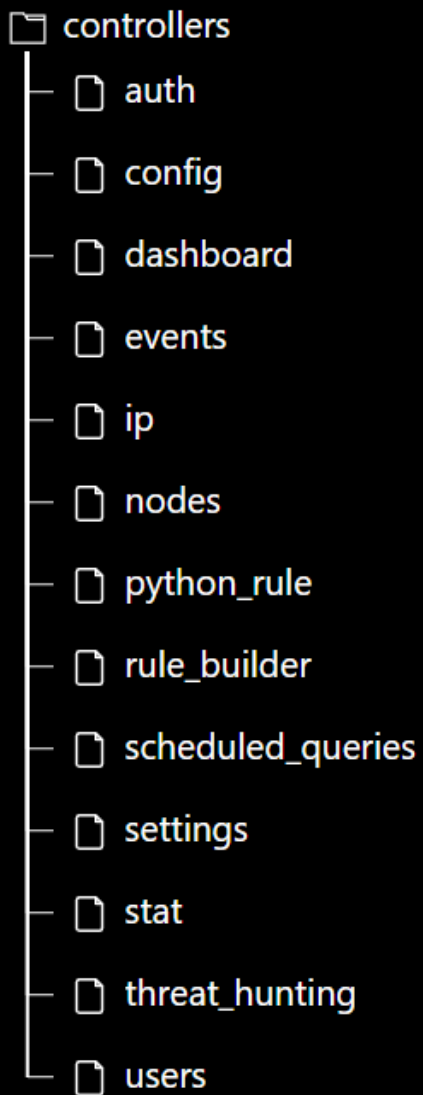 controllers
auth
config
dashboard
events
ip
nodes
python_rule
rule_builder
scheduled_queries
settings
stat
threat_hunting
users